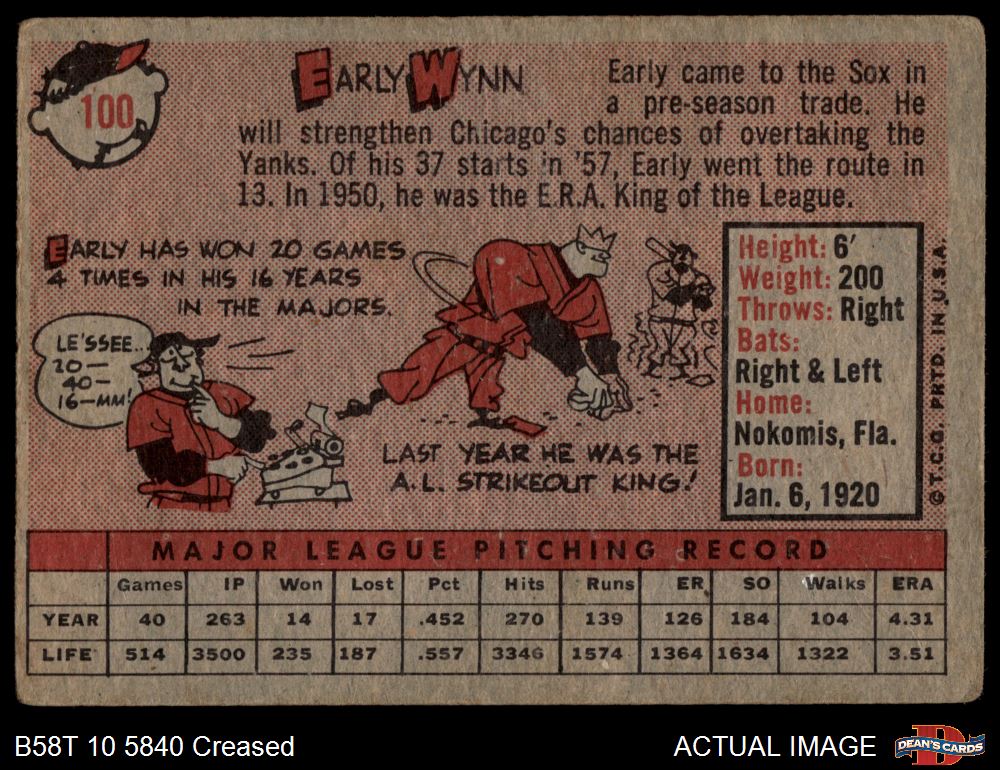 100
EARLY WYNN
Early came to the Sox in
a pre-season trade. He
will strengthen Chicago's chances of overtaking the
Yanks. Of his 37 starts in '57, Early went the route in
13. In 1950, he was the E.R.A. King of the League.
EARLY HAS WON 20 GAMES
4 TIMES IN HIS 16 YEARS
IN THE MAJORS.
LE'SSEE..
20—
40—
16—MM!
LAST YEAR HE WAS THE
A.L. STRIKEOUT KING!
Height: 6'
Weight: 200
Throws: Right
Bats:
Right & Left
Home:
Nokomis, Fla.
Born:
Jan. 6, 1920
© T.C.G. PRTD. IN U.S.A.
MAJOR LEAGUE PITCHING RECORD
Games IP Won Lost Pct Hits Runs ER SO Walks ERA
YEAR 40 263 14 17 .452 270 139 126 184 104 4.31
LIFE 514 3500 235 187 .557 3346 1574 1364 1634 1322 3.51
B58T 10 5840 Creased
ACTUAL IMAGE
DEAN'S CARDS